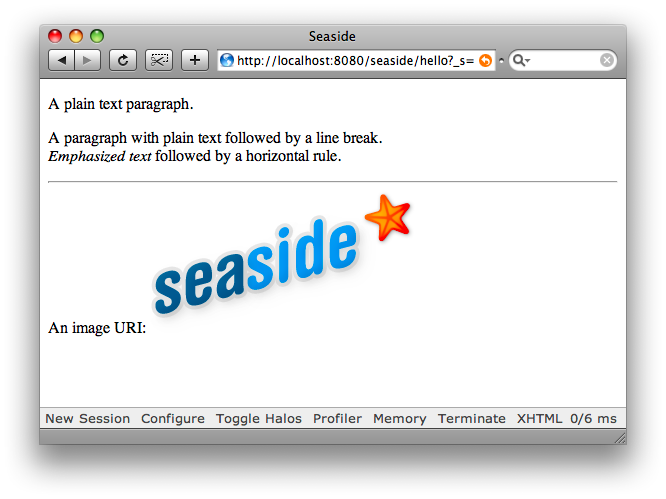 Seaside
http://localhost:8080/seaside/hello?_s=
A plain text paragraph.
A paragraph with plain text followed by a line break.
Emphasized text followed by a horizontal rule.
seaside
An image URI:
New Session Configure Toggle Halos Profiler Memory Terminate XHTML 0/6 ms